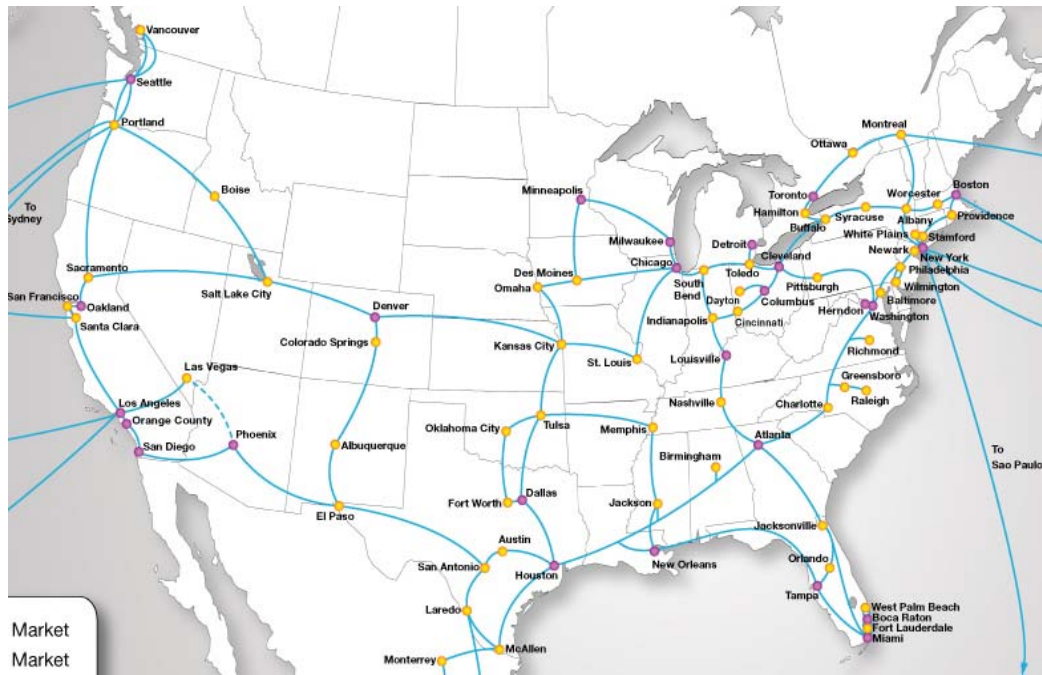 Vancouver
Seattle
Portland
Boise
To
Sydney
Sacramento
San Francisco
Oakland
Santa Clara
Salt Lake City
Denver
Colorado Springs
Las Vegas
Los Angeles
Orange County
San Diego
Phoenix
Albuquerque
El Paso
Minneapolis
Milwaukee
Chicago
Des Moines
Omaha
Kansas City
St. Louis
South
Bend
Indianapolis
Detroit
Toledo
Cleveland
Dayton
Columbus
Cincinnati
Pittsburgh
Louisville
Nashville
Montreal
Ottawa
Toronto
Hamilton
Buffalo
Syracuse
Worcester
Boston
Albany
Providence
White Plains
Stamford
Newark
New York
Philadelphia
Wilmington
Baltimore
Herndon
Washington
Richmond
Greensboro
Raleigh
Charlotte
Atlanta
Oklahoma City
Tulsa
Memphis
Birmingham
Fort Worth
Dallas
Jackson
Austin
San Antonio
Houston
New Orleans
Laredo
McAllen
Monterrey
Jacksonville
Orlando
Tampa
West Palm Beach
Boca Raton
Fort Lauderdale
Miami
To
Sao Paulo
Market
Market